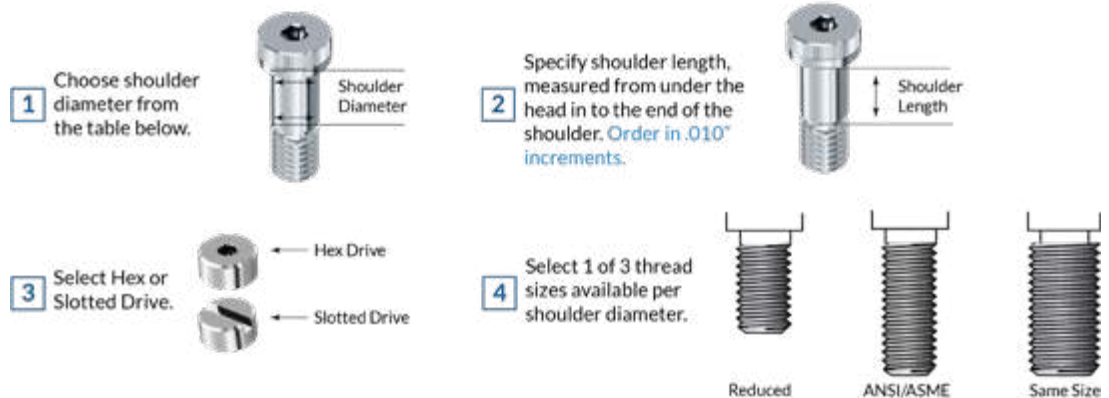 1
Choose shoulder
diameter from
the table below.
Shoulder
Diameter
2
Specify shoulder length,
measured from under the
head in to the end of the
shoulder. Order in .010"
increments.
Shoulder
Length
3
Select Hex or
Slotted Drive.
Hex Drive
Slotted Drive
4
Select 1 of 3 thread
sizes available per
shoulder diameter.
Reduced
ANSI/ASME
Same Size